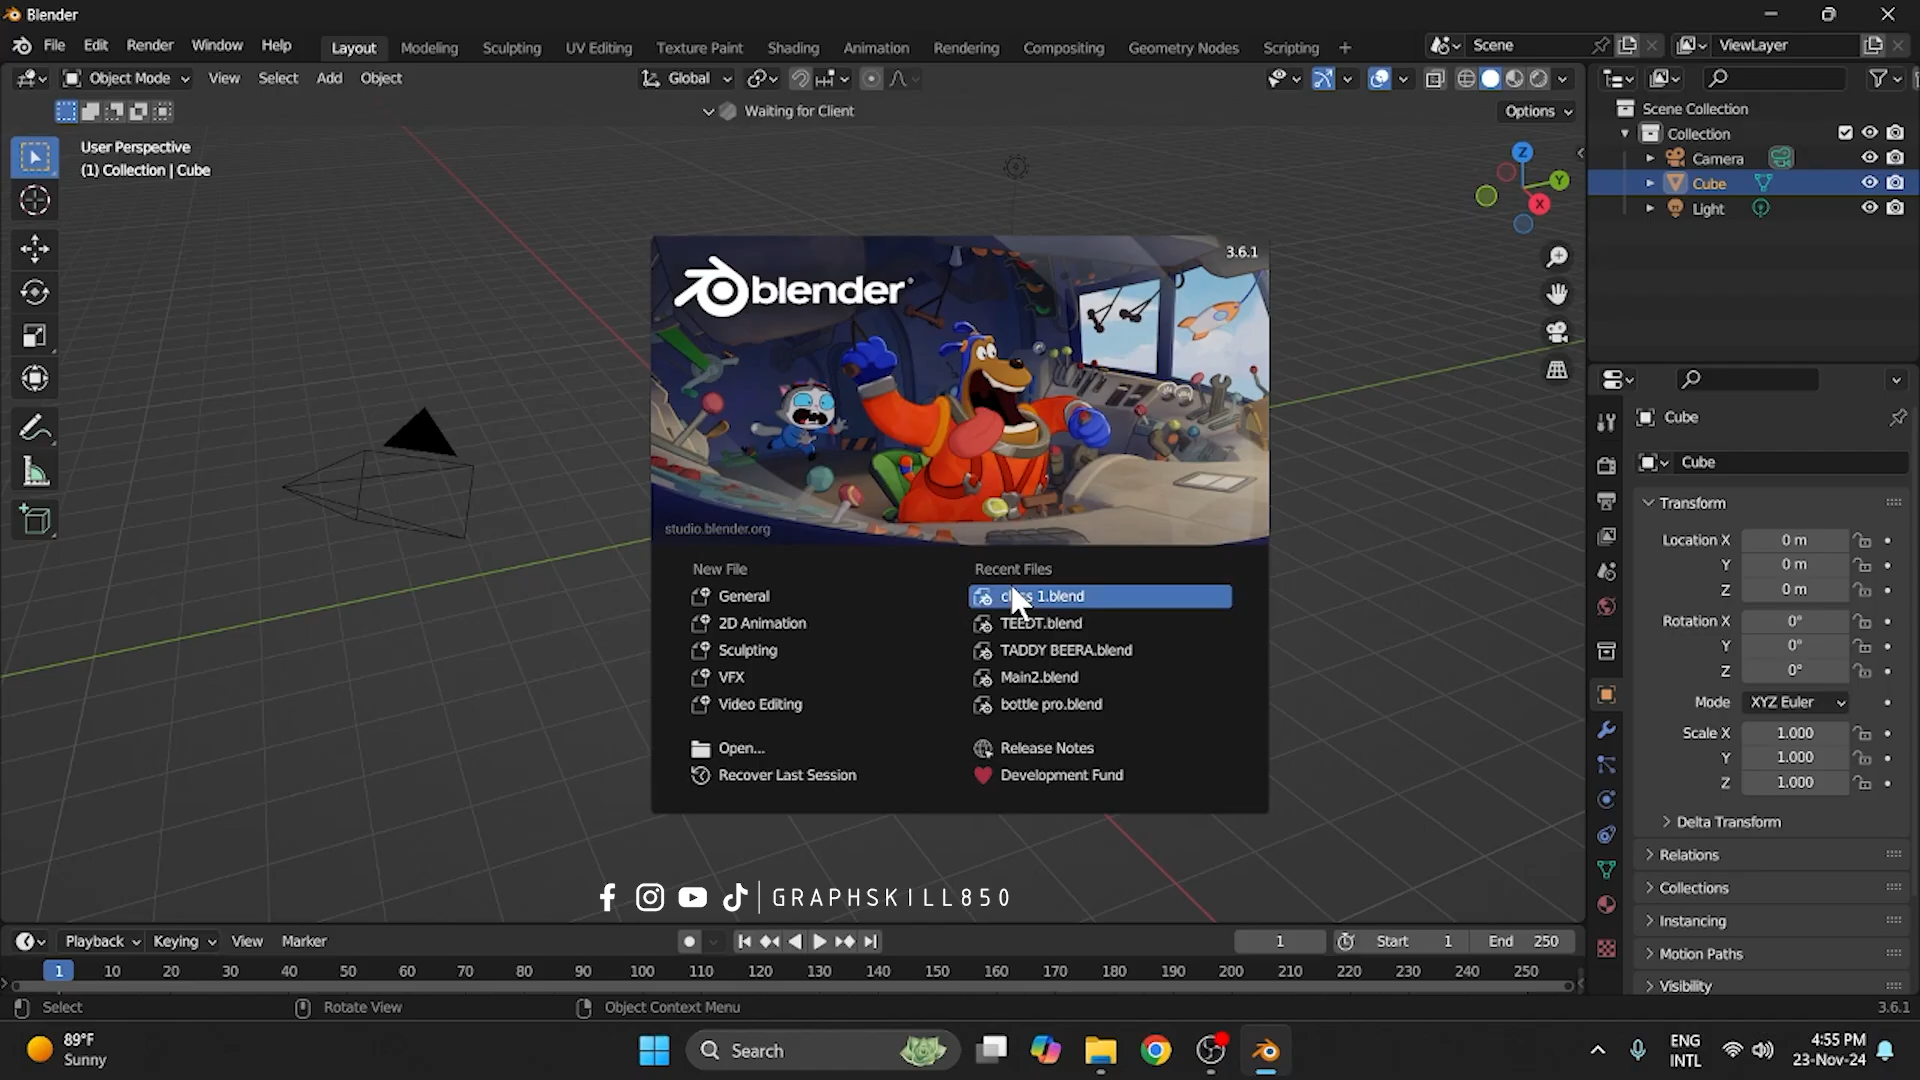 Blender
File Edit Render Window Help Layout Modeling Sculpting UV Editing Texture Paint Shading Animation Rendering Compositing Geometry Nodes Scripting + Scene ViewLayer
Object Mode View Select Add Object Global
Waiting for Client Options
User Perspective
(1) Collection | Cube
Z
Y
X
Scene Collection
Collection
Camera
Cube
Light
3.6.1
blender
studio.blender.org
New File
General
2D Animation
Sculpting
VFX
Video Editing
Open...
Recover Last Session
Recent Files
1.blend
TEEDT.blend
TADDY BEERA.blend
Main2.blend
bottle pro.blend
Release Notes
Development Fund
Cube
Cube
Transform
Location X 0 m
Y 0 m
Z 0 m
Rotation X 0°
Y 0°
Z 0°
Mode XYZ Euler
Scale X 1.000
Y 1.000
Z 1.000
Delta Transform
Relations
Collections
Instancing
Motion Paths
Visibility
GRAPHSKILL850
Playback Keying View Marker 1 Start 1 End 250
1 10 20 30 40 50 60 70 80 90 100 110 120 130 140 150 160 170 180 190 200 210 220 230 240 250
Select Rotate View Object Context Menu 3.6.1
89°F
Sunny
Search
ENG
INTL
4:55 PM
23-Nov-24